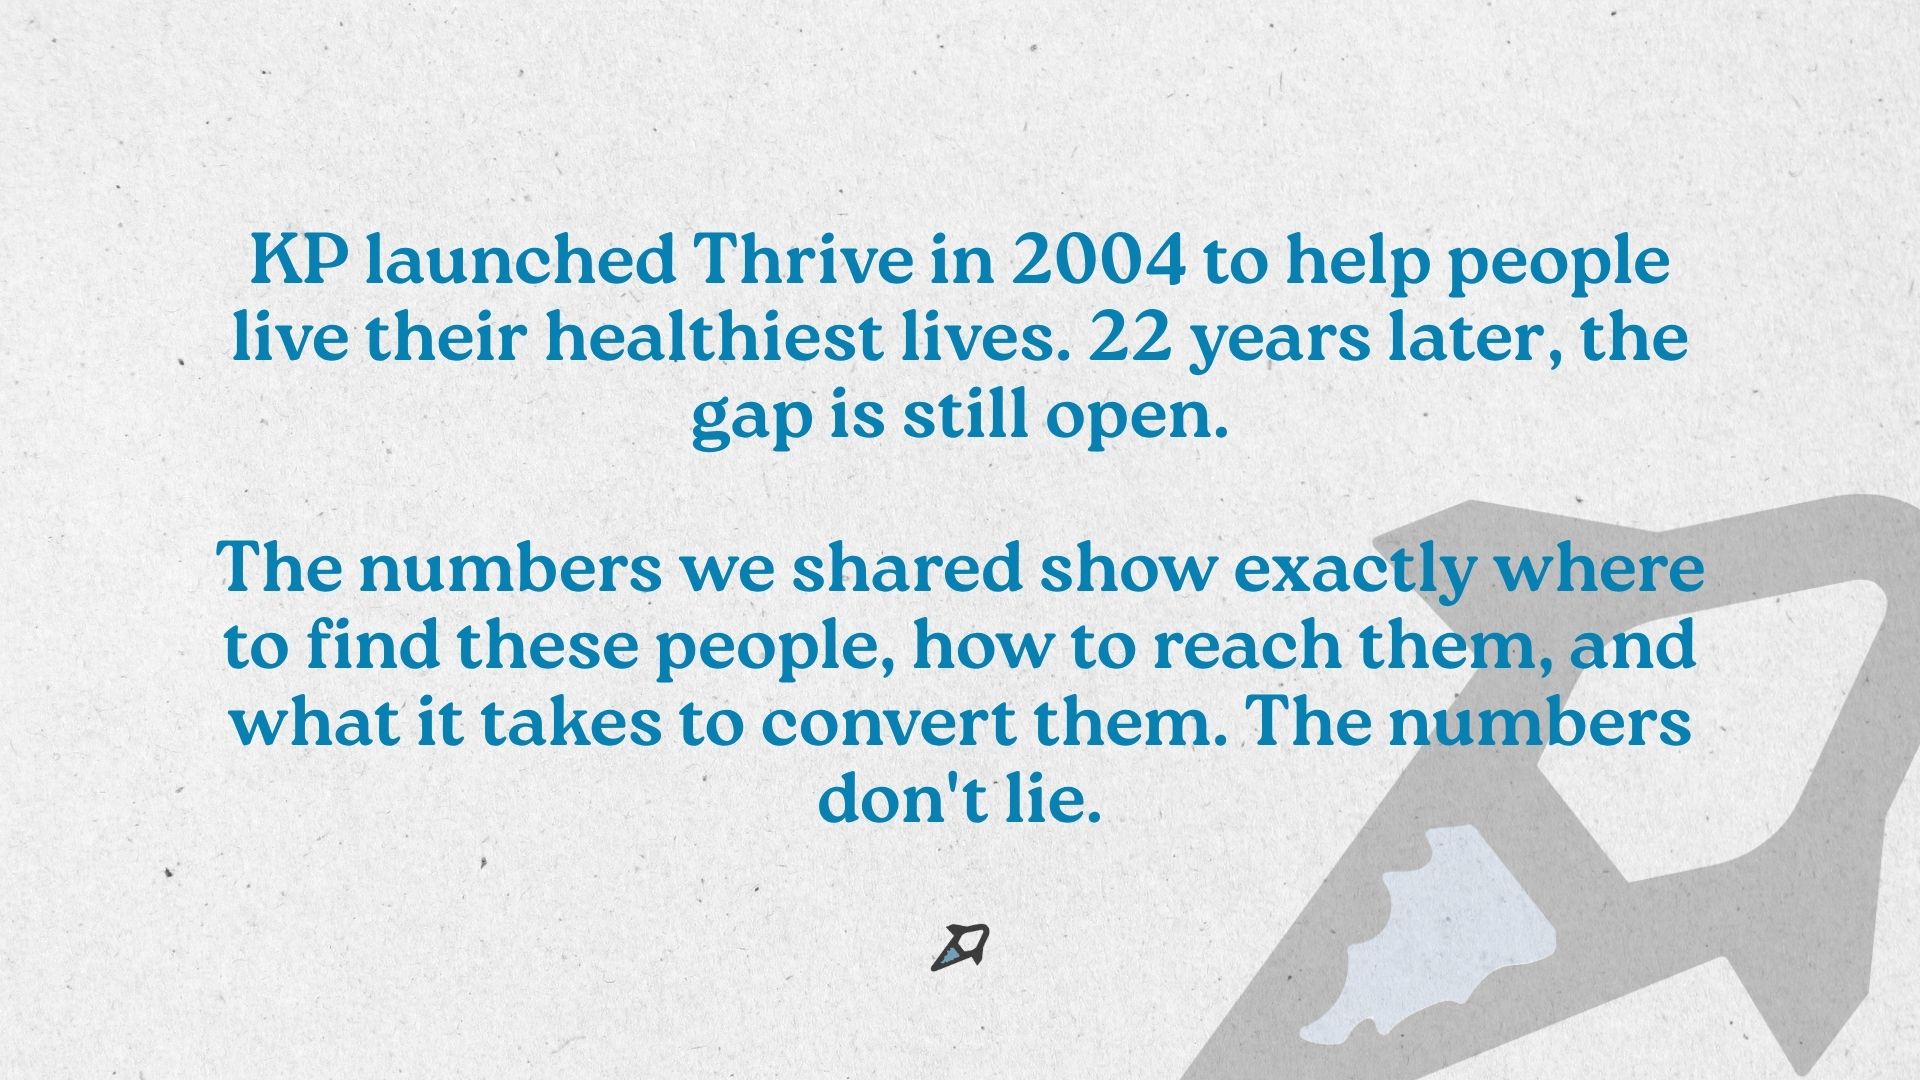 KP launched Thrive in 2004 to help people
live their healthiest lives. 22 years later, the
gap is still open.
The numbers we shared show exactly where
to find these people, how to reach them, and
what it takes to convert them. The numbers
don't lie.